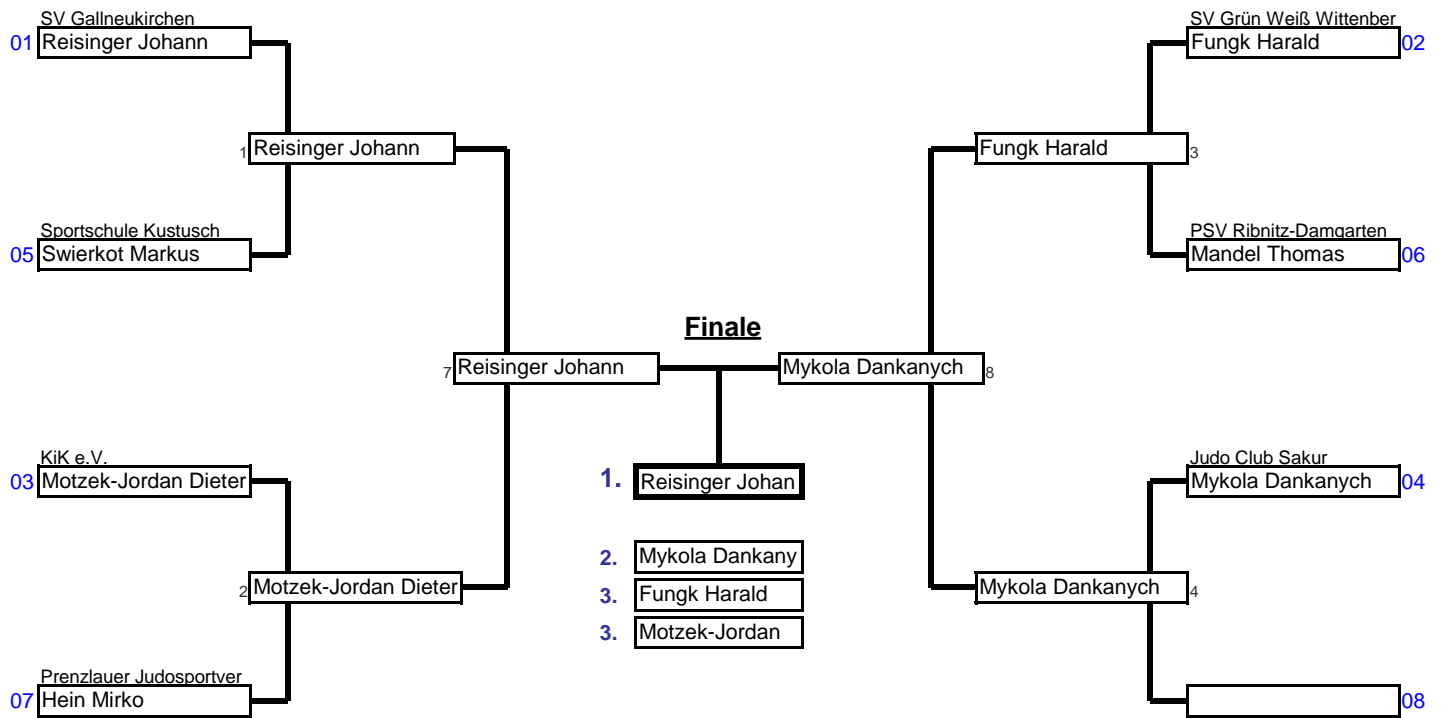 SV Gallneukirchen
01 Reisinger Johann
SV Grün Weiß Wittenber
Fungk Harald 02
1 Reisinger Johann
Fungk Harald 3
Sportschule Kustusch
05 Swierkot Markus
PSV Ribnitz-Damgarten
Mandel Thomas 06
Finale
7 Reisinger Johann
Mykola Dankanych 8
KiK e.V.
03 Motzek-Jordan Dieter
1. Reisinger Johan
Judo Club Sakur
Mykola Dankanych 04
2. Mykola Dankany
3. Fungk Harald
3. Motzek-Jordan
2 Motzek-Jordan Dieter
Mykola Dankanych 4
Prenzlauer Judosportver
07 Hein Mirko
08